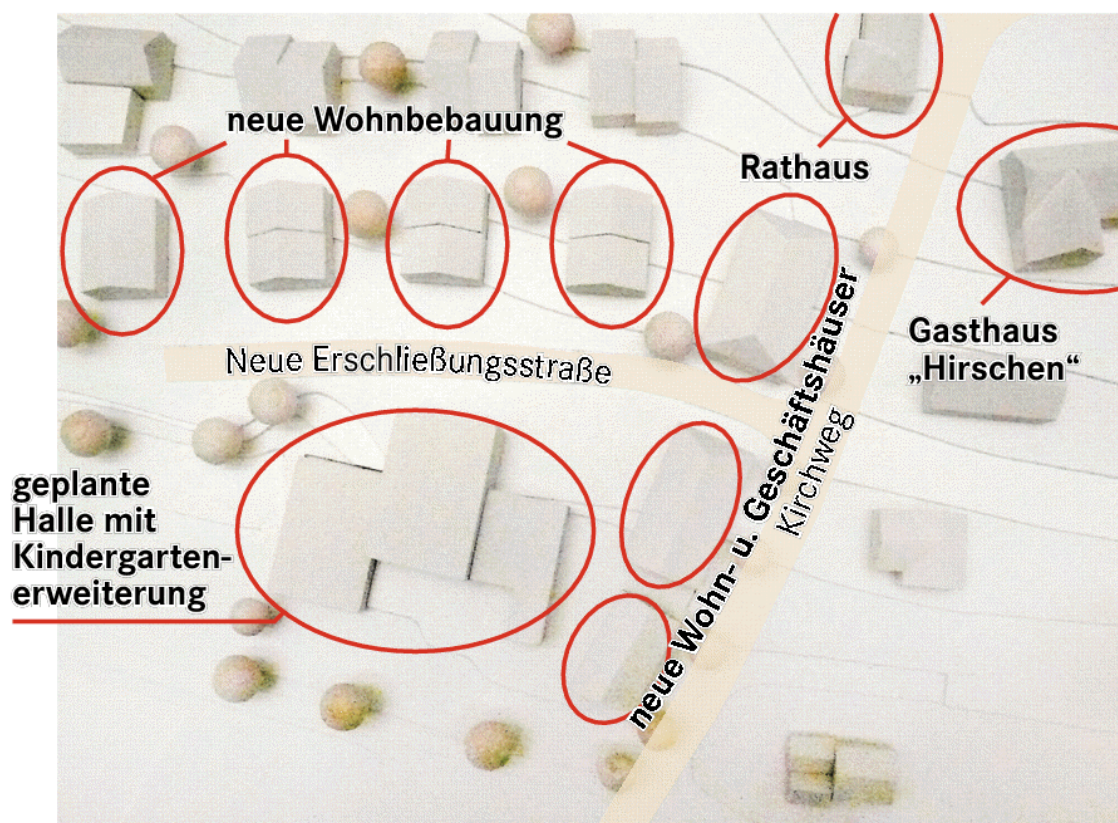 neue Wohnbebauung
Rathaus
Gasthaus
„Hirschen“
Neue Erschließungsstraße
neue Wohn- u. Geschäftshäuser
Kirchweg
geplante
Halle mit
Kindergarten-
erweiterung